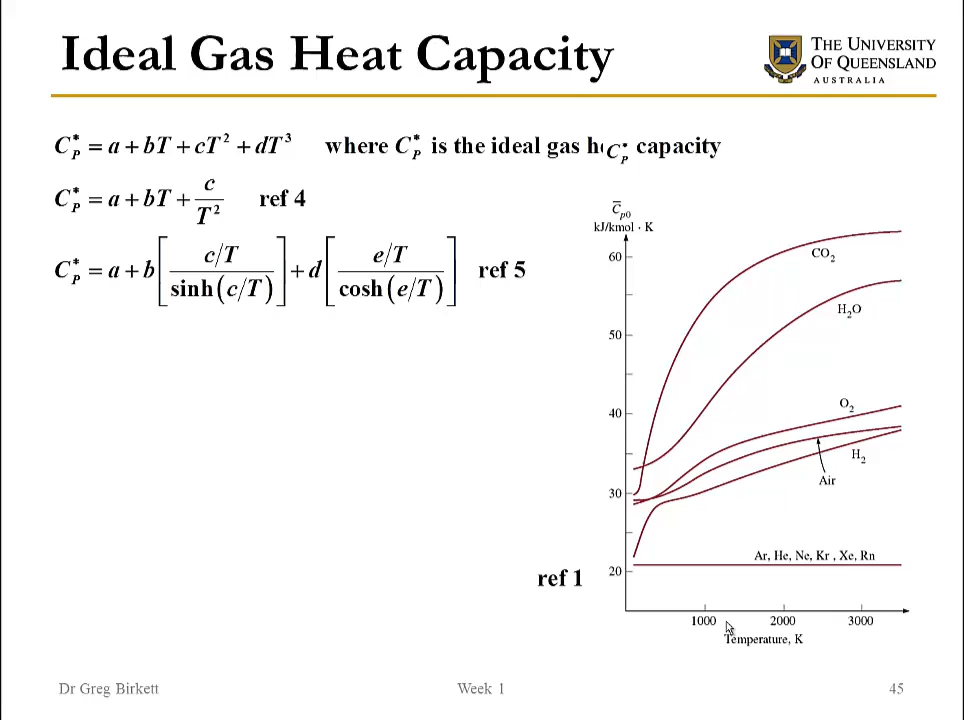 Ideal Gas Heat Capacity
THE UNIVERSITY
OF QUEENSLAND
AUSTRALIA
C*P = a + bT + cT² + dT³ where C*P is the ideal gas he C*P capacity
C*P = a + bT + c/T² ref 4
C*P = a + b[(c/T)/sinh(c/T)] + d[(e/T)/cosh(e/T)] ref 5
C̅p0
kJ/kmol · K
60
CO₂
H₂O
50
O₂
40
H₂
Air
30
Ar, He, Ne, Kr , Xe, Rn
ref 1
20
1000 2000 3000
Temperature, K
Dr Greg Birkett Week 1 45